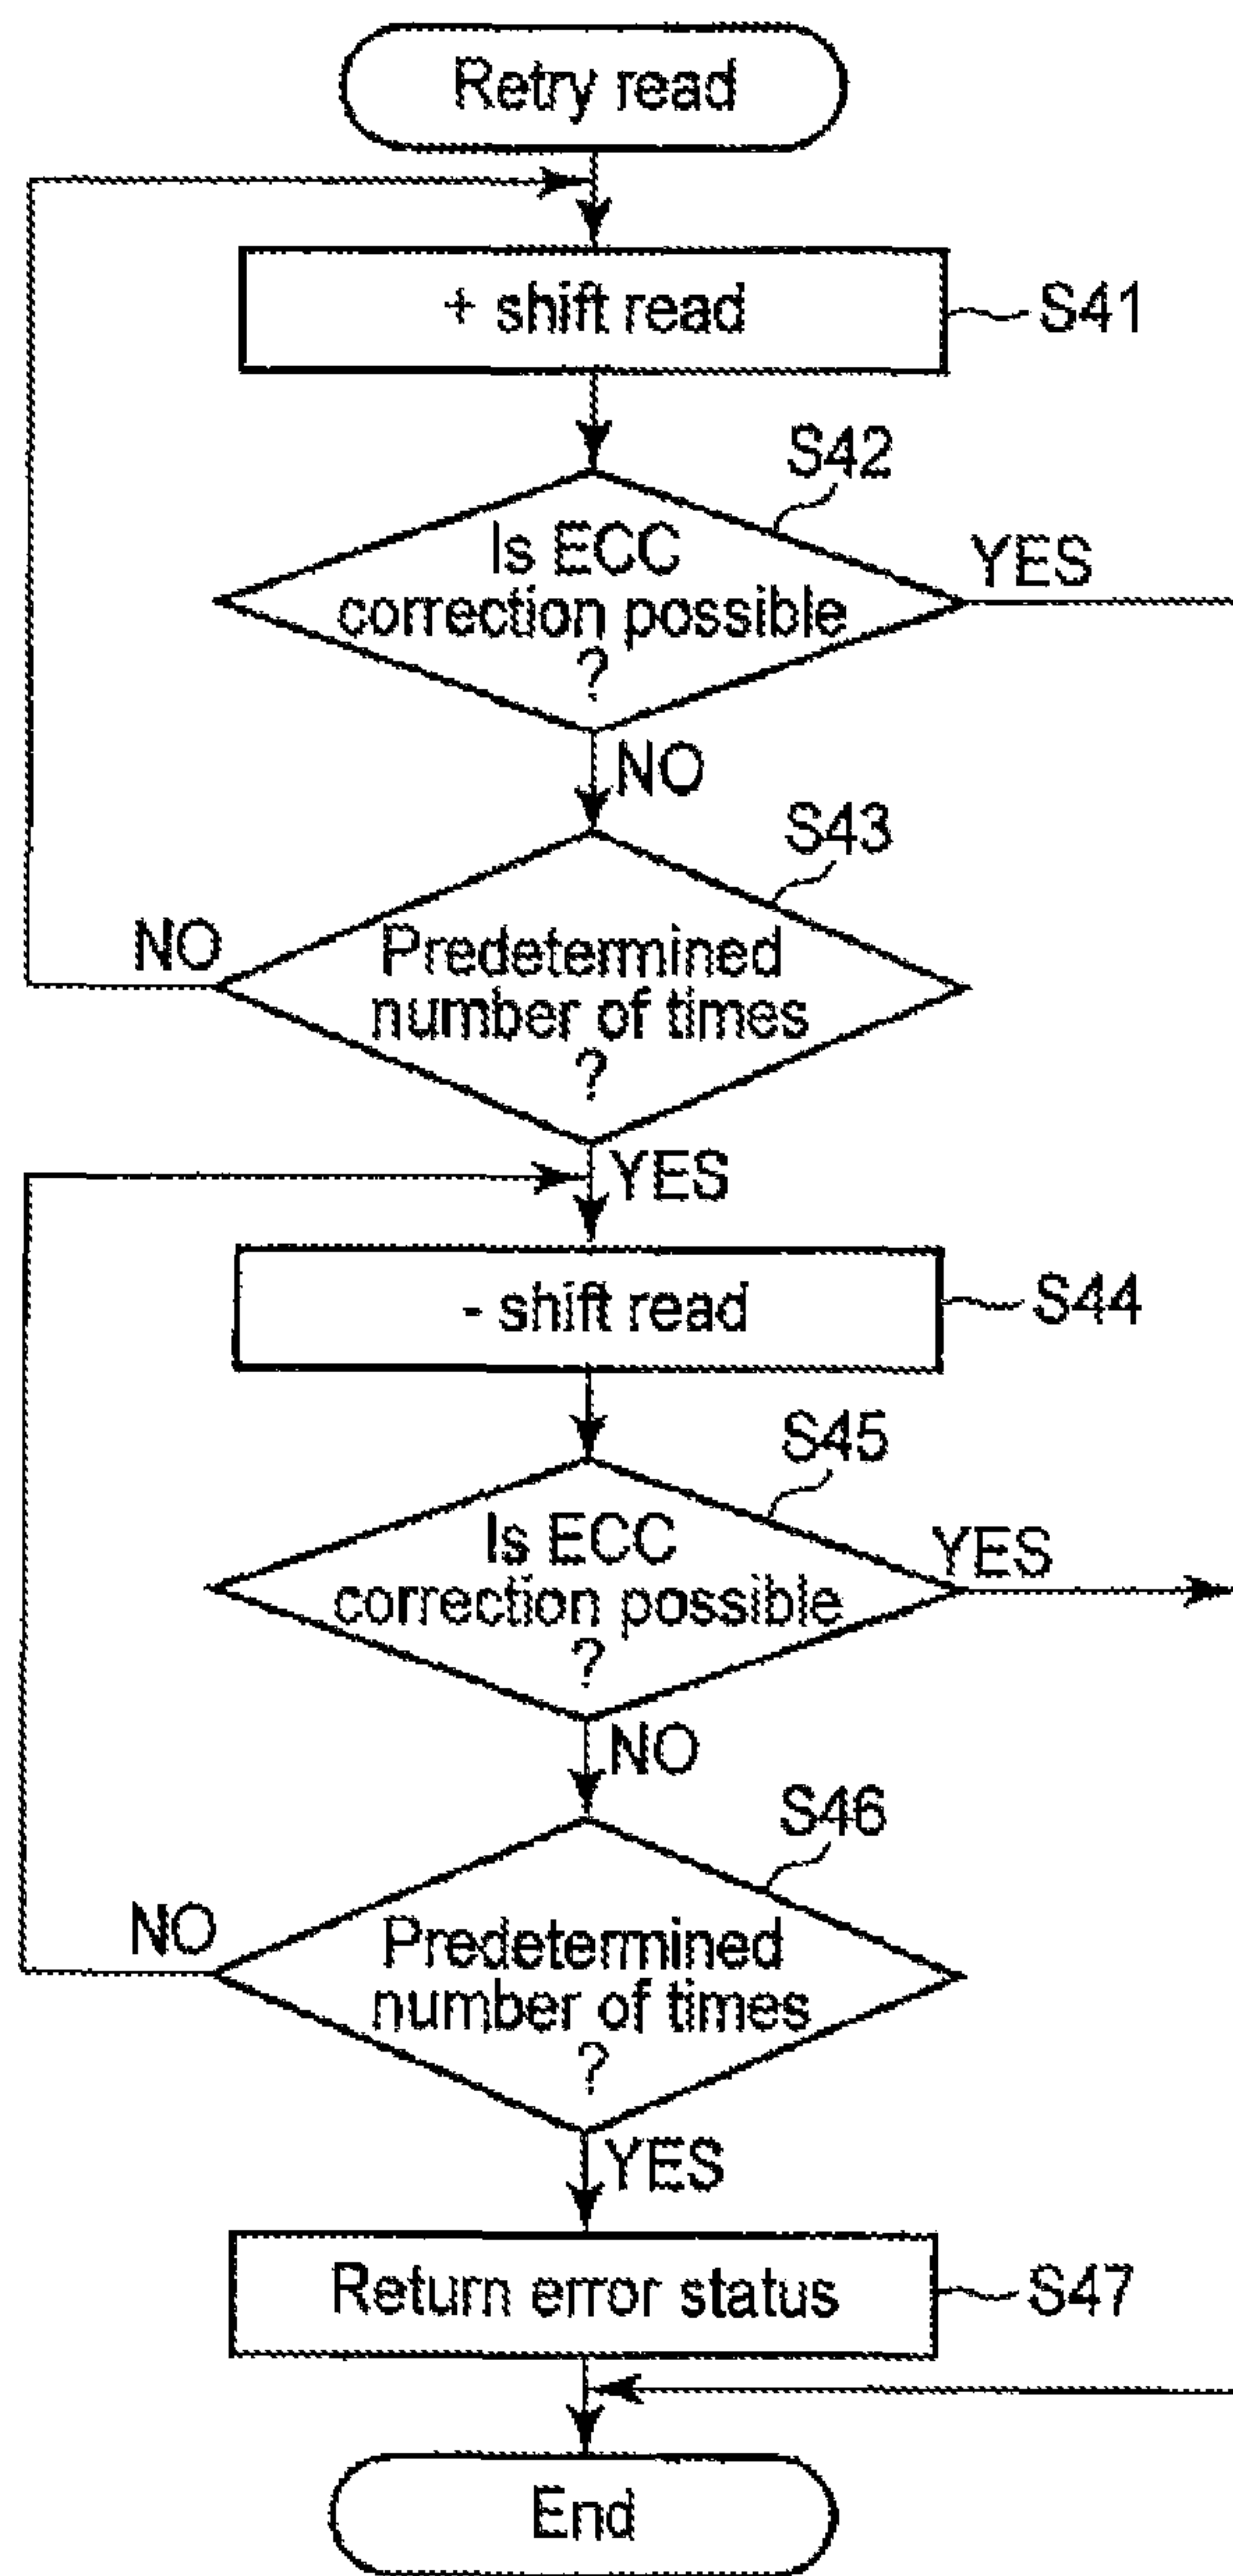 Retry read
+ shift read
S41
S42
Is ECC
correction possible
?
YES
NO
S43
Predetermined
number of times
?
NO
YES
- shift read
S44
S45
Is ECC
correction possible
?
YES
NO
S46
Predetermined
number of times
?
NO
YES
Return error status
S47
End